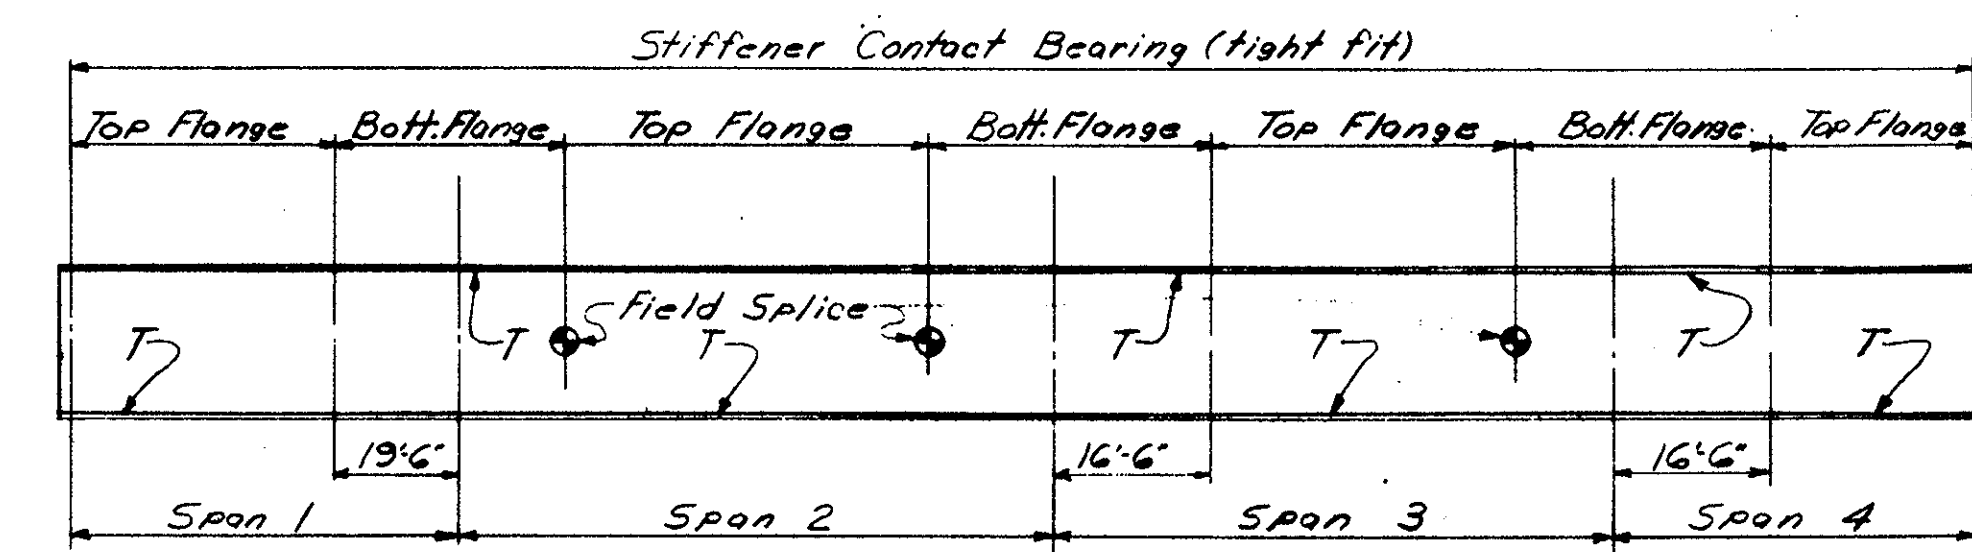 Stiffener Contact Bearing (tight fit)
Top Flange Bott. Flange Top Flange Bott. Flange Top Flange Bott. Flange Top Flange
Field Splice
T T T T T T T
19'-6" 16'-6" 16'-6"
Span 1 Span 2 Span 3 Span 4